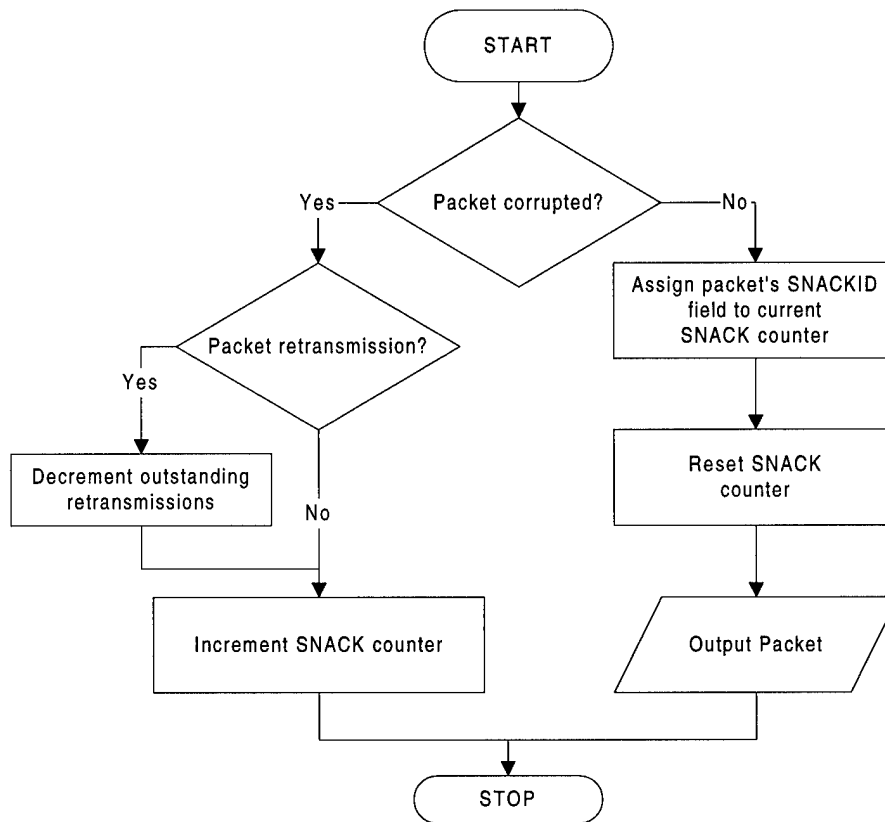 START
Packet corrupted?
Yes
No
Assign packet's SNACKID
field to current
SNACK counter
Packet retransmission?
Yes
Decrement outstanding
retransmissions
No
Reset SNACK
counter
Increment SNACK counter
Output Packet
STOP